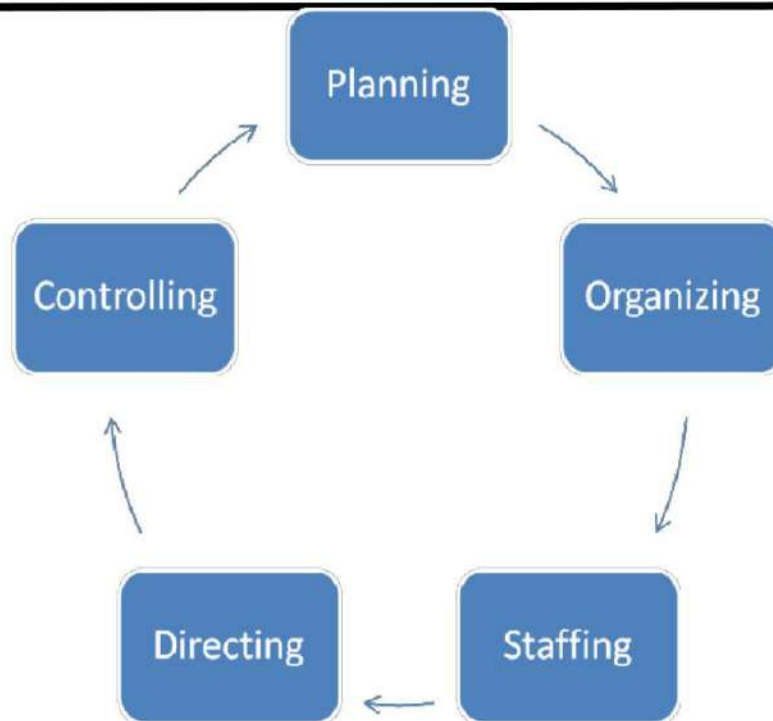 Planning
Organizing
Staffing
Directing
Controlling